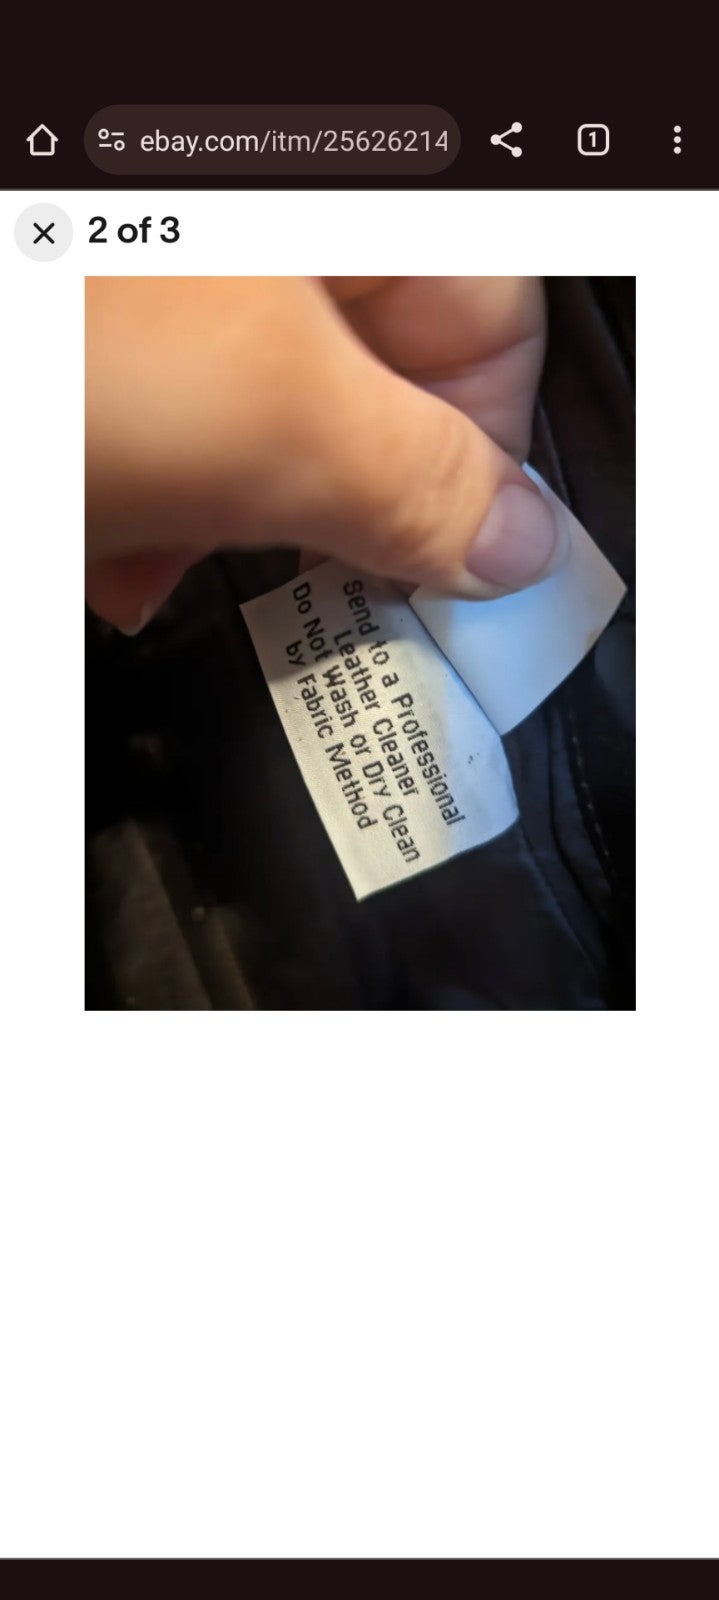 ebay.com/itm/25626214
1
2 of 3
Send to a Professional
Leather Cleaner
Do Not Wash or Dry Clean
by Fabric Method